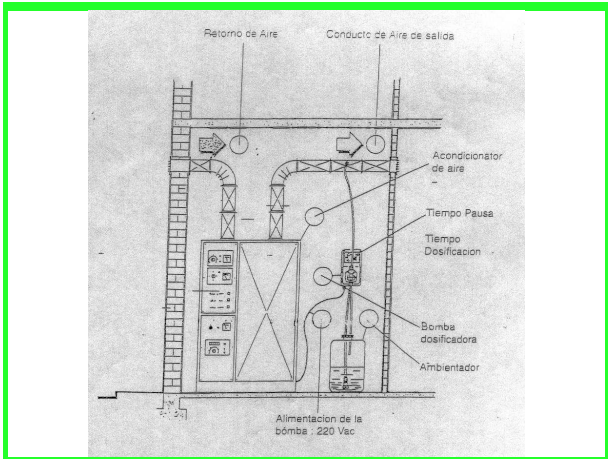 Retorno de Aire
Conducto de Aire de salida
Acondicionator
de aire
Tiempo Pausa
Tiempo
Dosificacion
Bomba
dosificadora
Ambientador
Alimentacion de la
bomba : 220 Vac